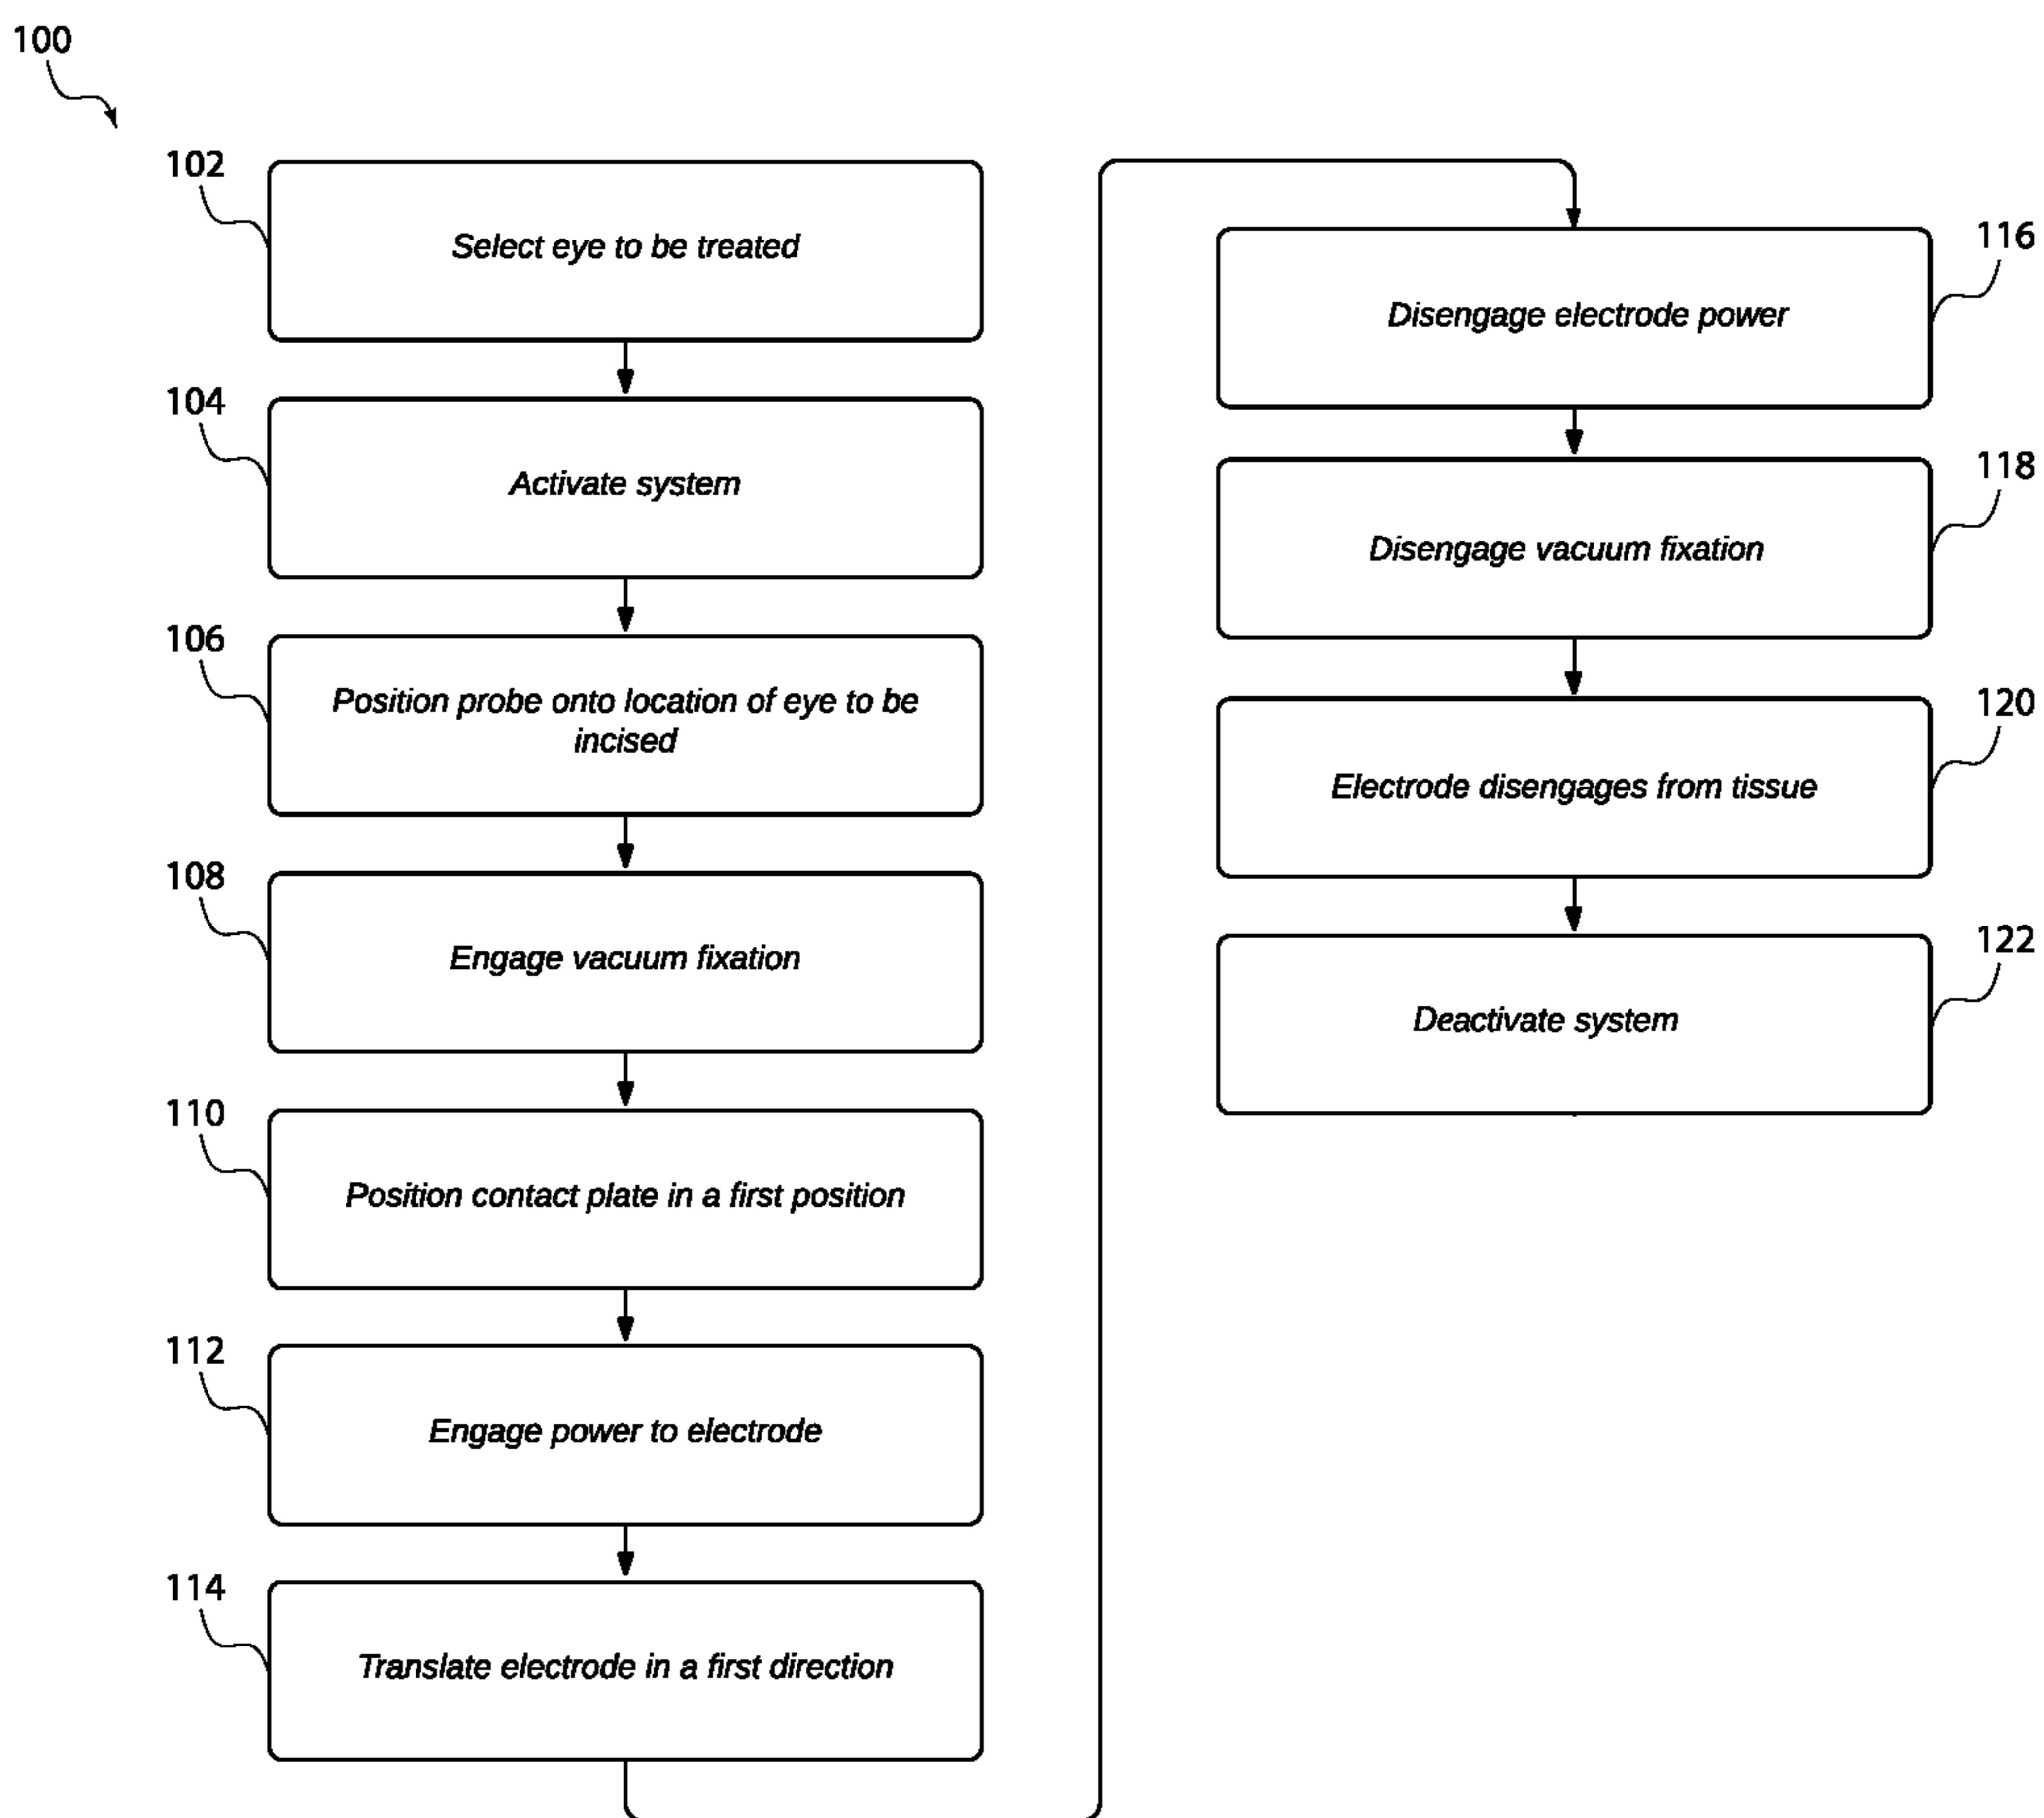 100
102
Select eye to be treated
104
Activate system
106
Position probe onto location of eye to be
incised
108
Engage vacuum fixation
110
Position contact plate in a first position
112
Engage power to electrode
114
Translate electrode in a first direction
116
Disengage electrode power
118
Disengage vacuum fixation
120
Electrode disengages from tissue
122
Deactivate system